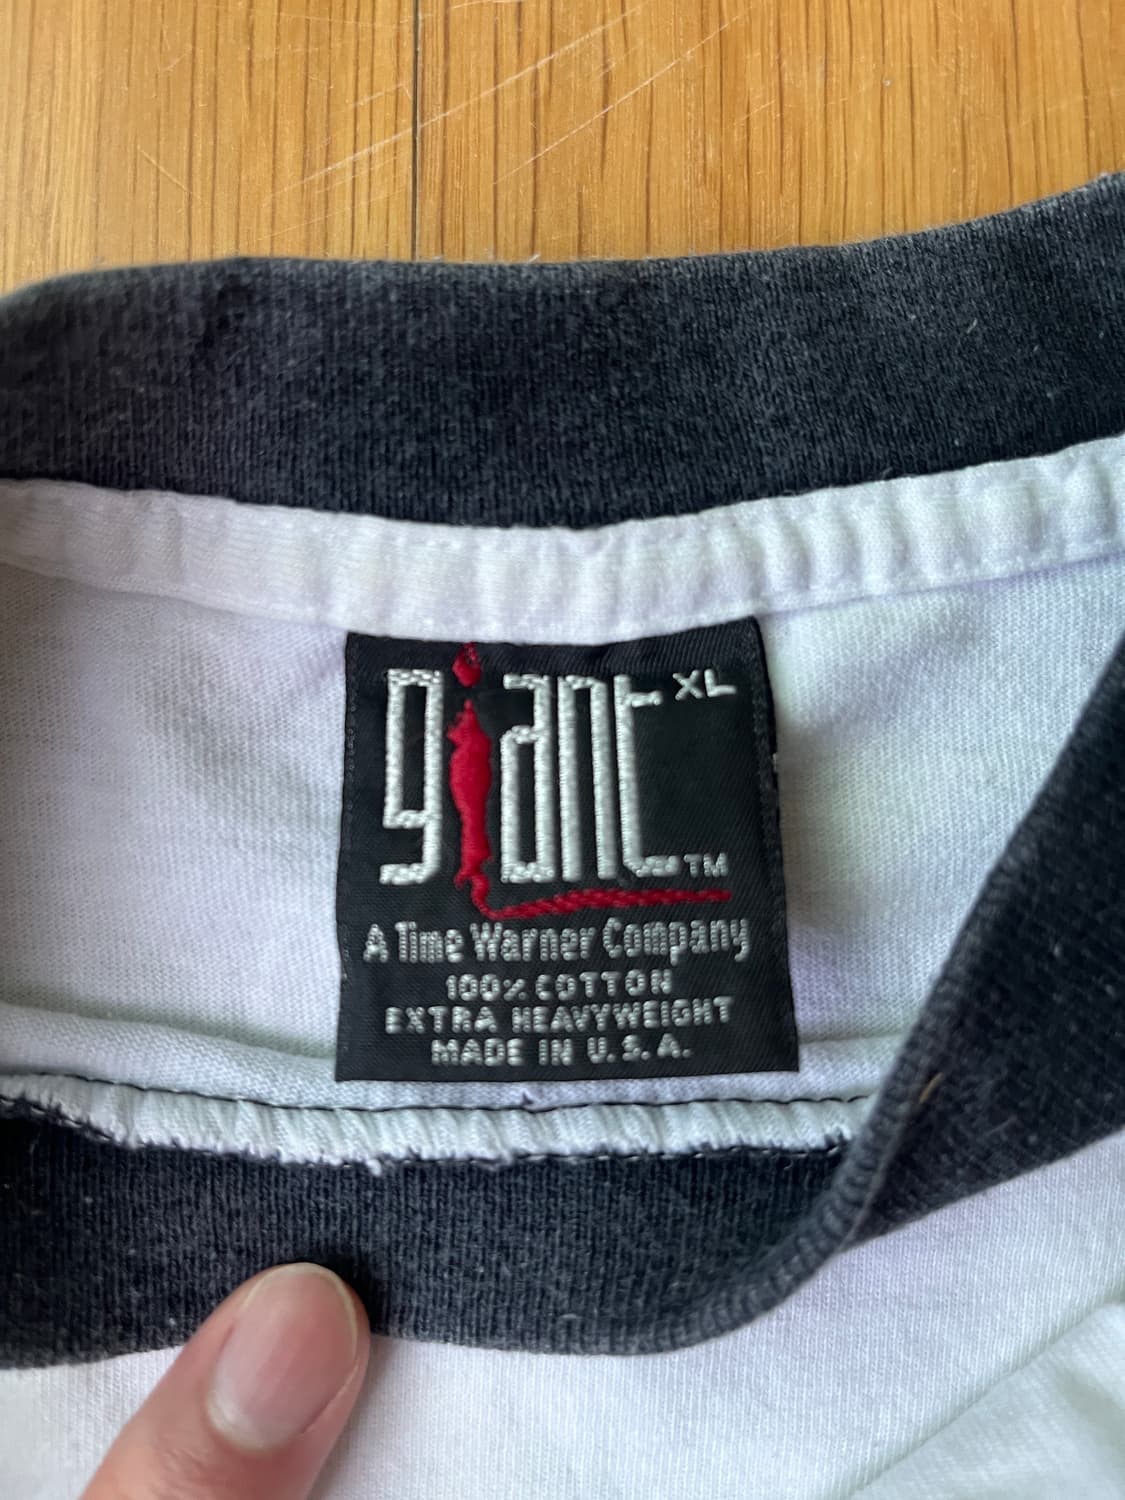 giant XL
TM
A Time Warner Company
100% COTTON
EXTRA HEAVYWEIGHT
MADE IN U.S.A.